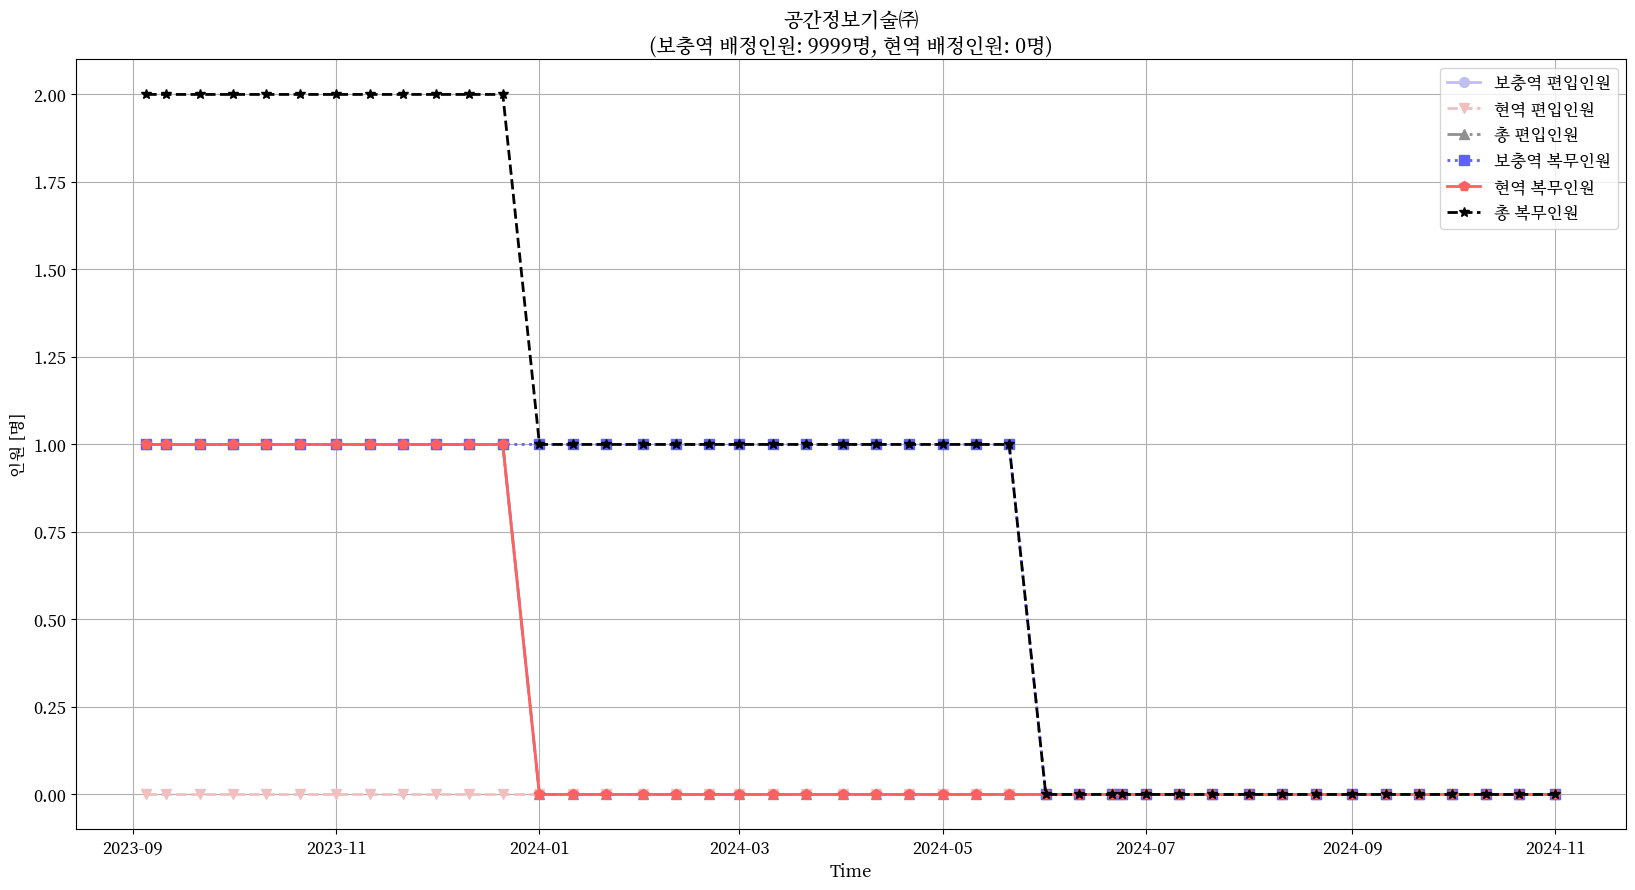 공간정보기술㈜
(보충역 배정인원: 9999명, 현역 배정인원: 0명)
2.00
1.75
1.50
1.25
1.00
0.75
0.50
0.25
0.00
인원 [명]
보충역 편입인원
현역 편입인원
총 편입인원
보충역 복무인원
현역 복무인원
총 복무인원
2023-09
2023-11
2024-01
2024-03
2024-05
2024-07
2024-09
2024-11
Time